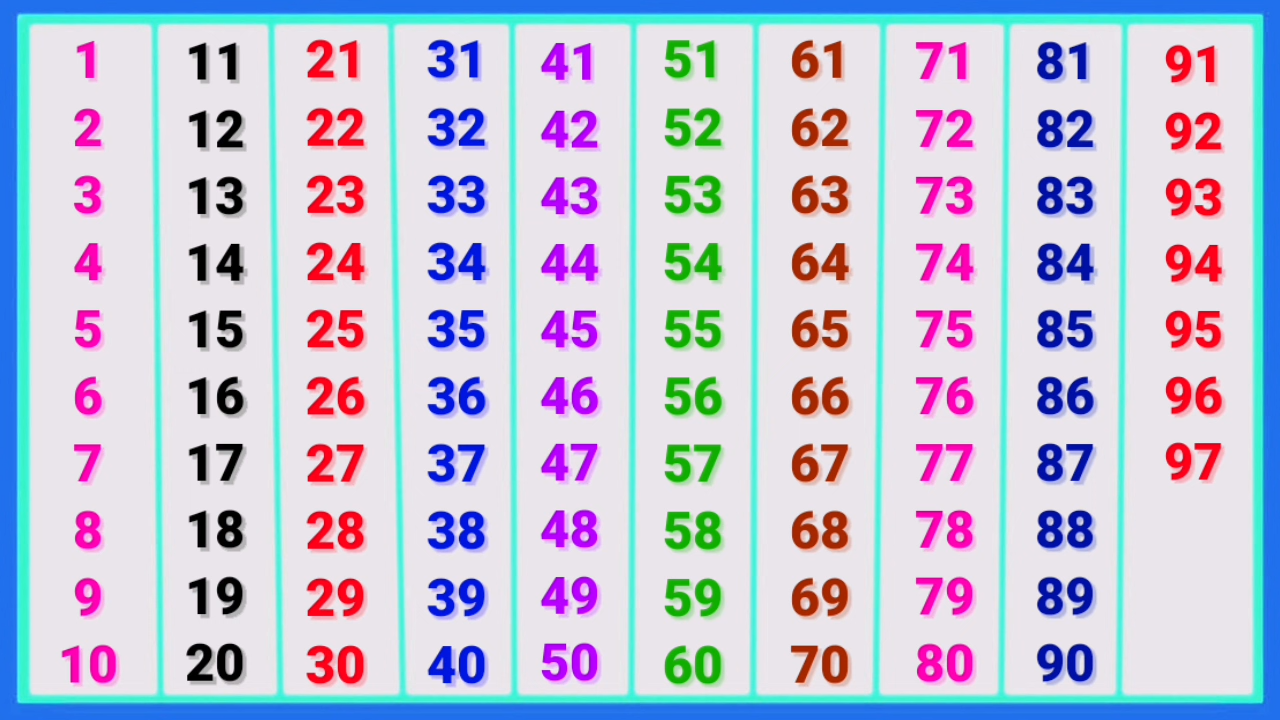 1 11 21 31 41 51 61 71 81 91
2 12 22 32 42 52 62 72 82 92
3 13 23 33 43 53 63 73 83 93
4 14 24 34 44 54 64 74 84 94
5 15 25 35 45 55 65 75 85 95
6 16 26 36 46 56 66 76 86 96
7 17 27 37 47 57 67 77 87 97
8 18 28 38 48 58 68 78 88
9 19 29 39 49 59 69 79 89
10 20 30 40 50 60 70 80 90